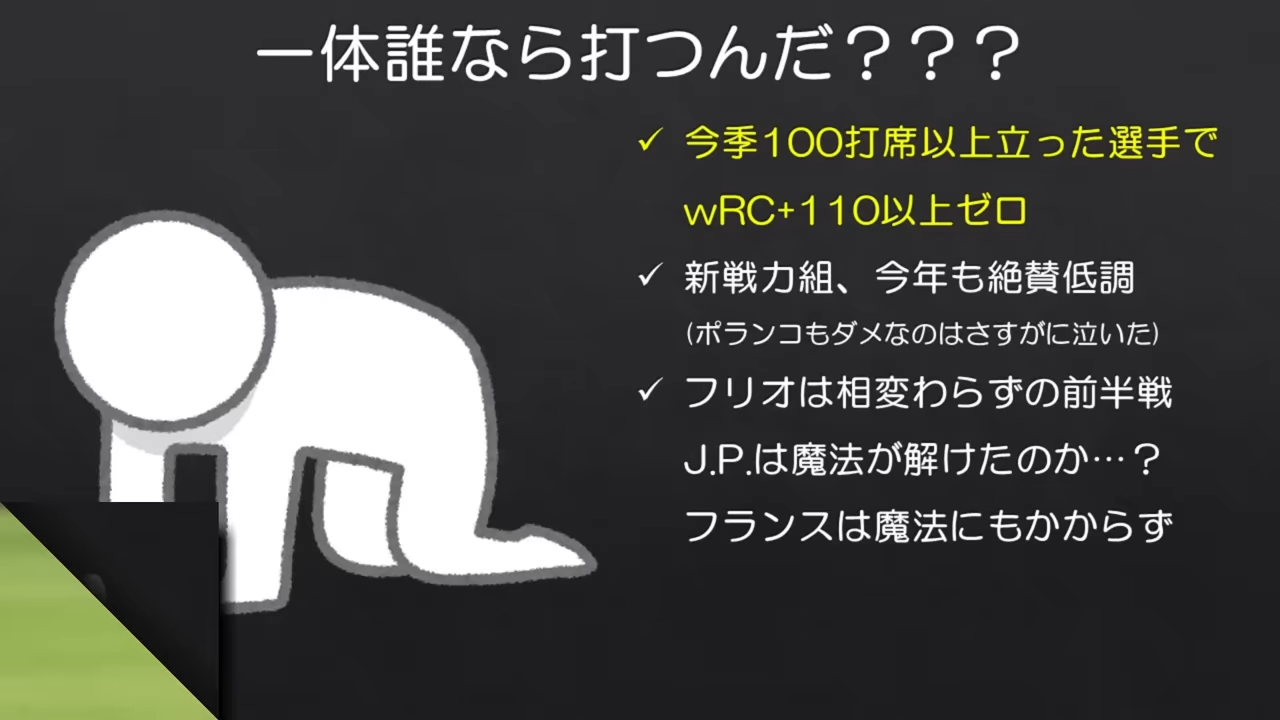 一体誰なら打つんだ？？？
✓ 今季100打席以上立った選手で
wRC+110以上ゼロ
✓ 新戦力組、今年も絶賛低調
(ポランコもダメなのはさすがに泣いた)
✓ フリオは相変わらずの前半戦
J.P.は魔法が解けたのか…？
フランスは魔法にもかからず